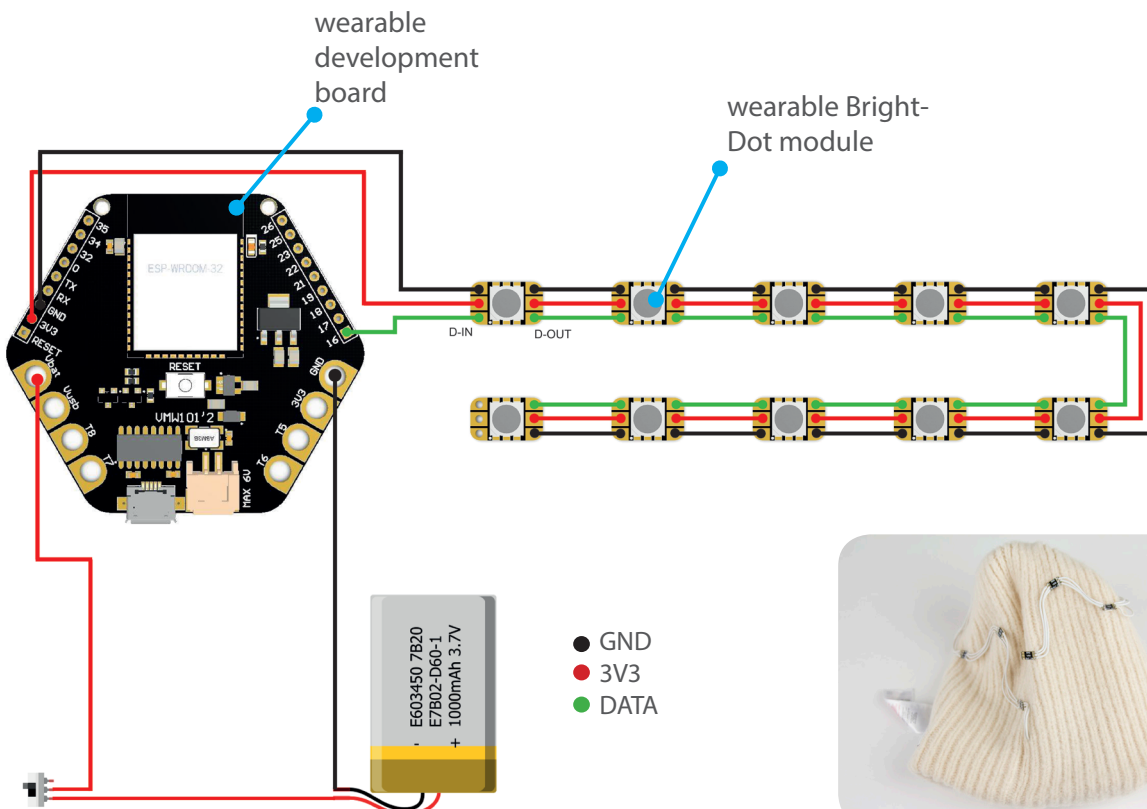 wearable
development
board
wearable Bright-
Dot module
35
34
32
0
TX
RX
GND
3V3
RESET
26
25
23
22
21
19
18
17
16
ESP-WROOM-32
Vbat
Vusb
T8
T7
RESET
VMW101'2
GND
3V3
T5
T6
MAX 6V
D-IN
D-OUT
E603450 7B20
E7B02-D60-1
- + 1000mAh 3.7V
GND
3V3
DATA